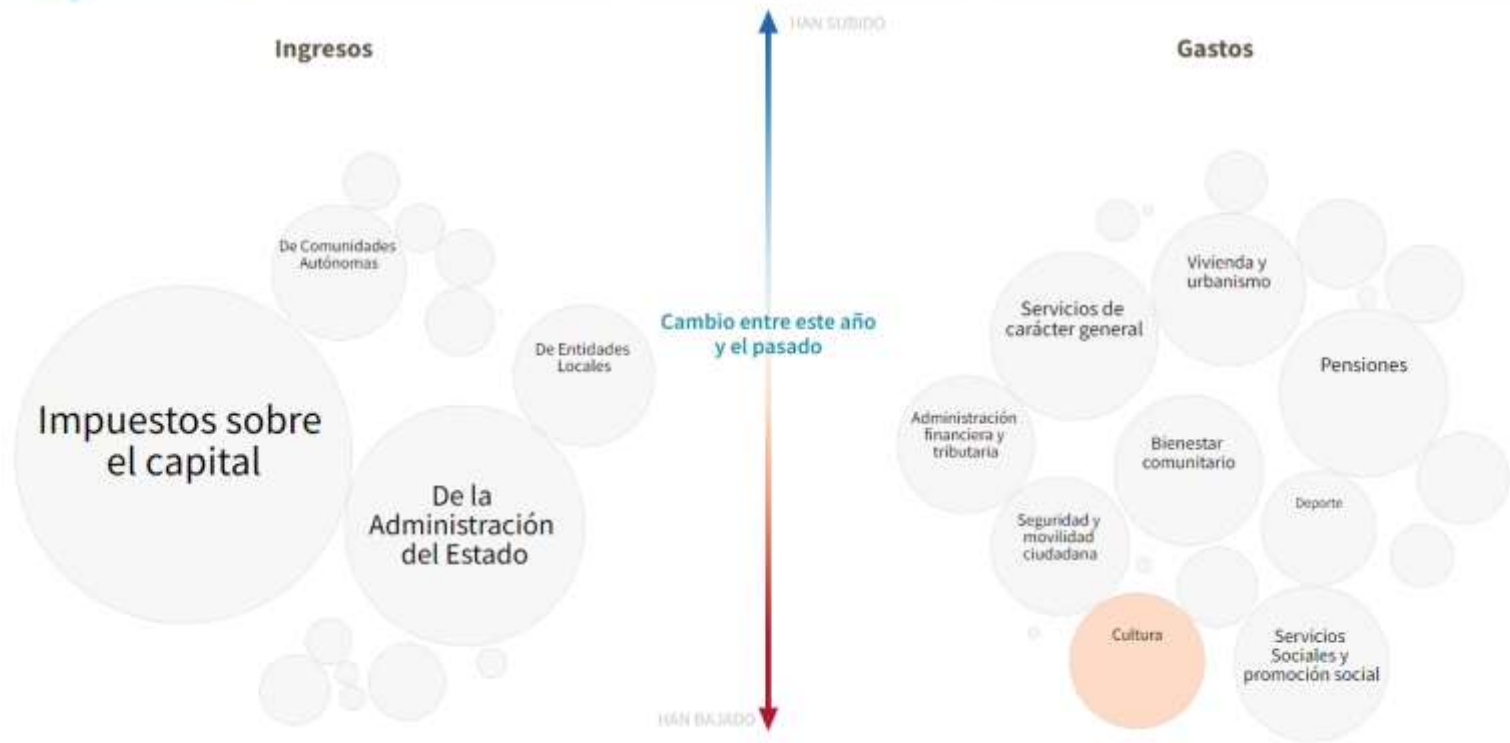 HAN SUBIDO
Ingresos
Gastos
De Comunidades
Autónomas
Vivienda y
urbanismo
Servicios de
carácter general
Cambio entre este año
y el pasado
De Entidades
Locales
Pensiones
Impuestos sobre
el capital
Administración
financiera y
tributaria
Bienestar
comunitario
De la
Administración
del Estado
Deporte
Seguridad y
movilidad
ciudadana
Cultura
Servicios
Sociales y
promoción social
HAN BAJADO